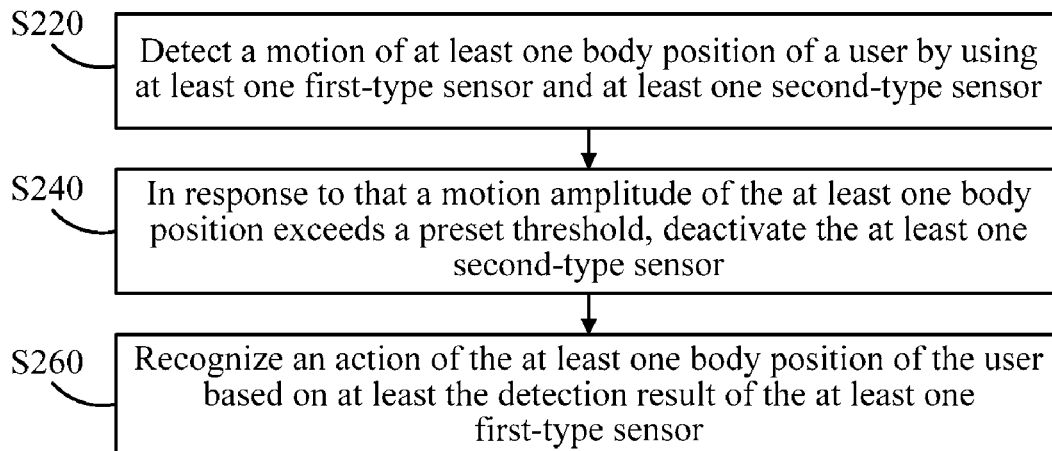 S220
Detect a motion of at least one body position of a user by using
at least one first-type sensor and at least one second-type sensor
S240
In response to that a motion amplitude of the at least one body
position exceeds a preset threshold, deactivate the at least one
second-type sensor
S260
Recognize an action of the at least one body position of the user
based on at least the detection result of the at least one
first-type sensor